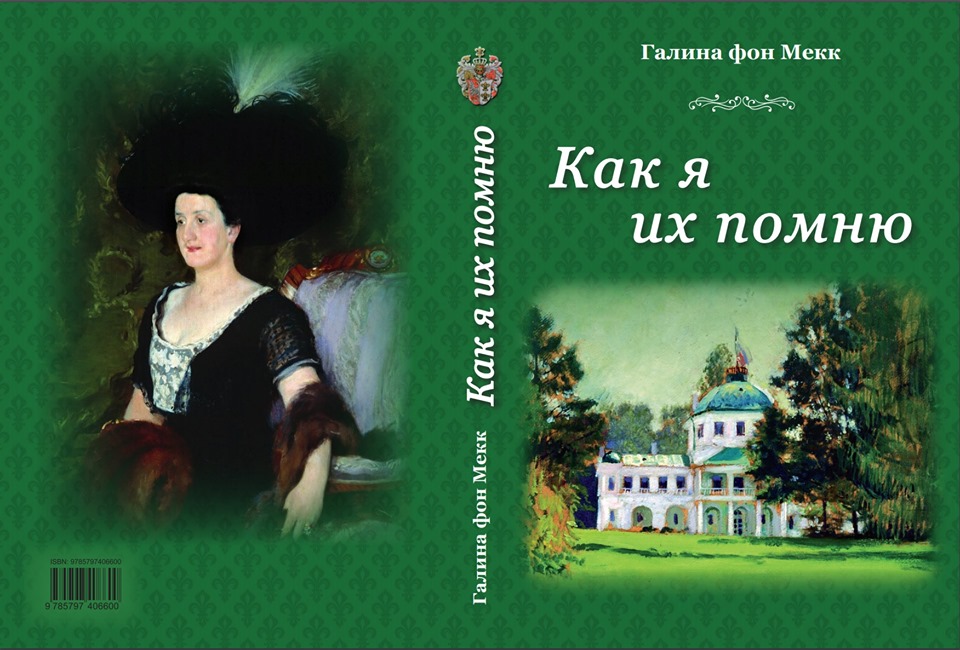 Галина фон Мекк
Как я
их помню
Галина фон Мекк
Как я их помню
ISBN: 9785797406600
9 785797 406600